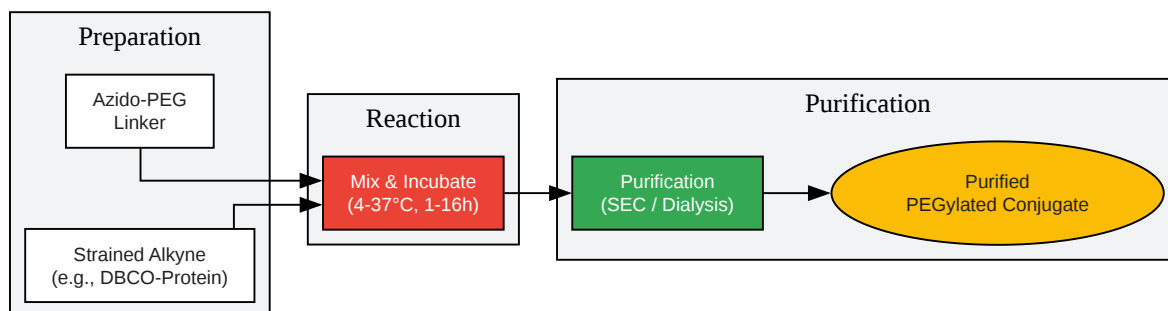 Preparation
Azido-PEG
Linker
Strained Alkyne
(e.g., DBCO-Protein)
Reaction
Mix & Incubate
(4-37°C, 1-16h)
Purification
Purification
(SEC / Dialysis)
Purified
PEGylated Conjugate